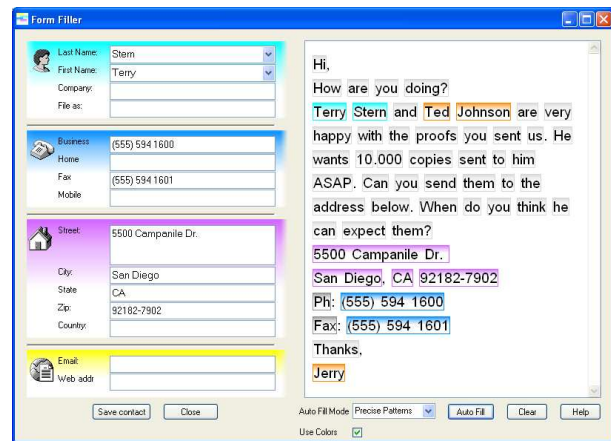 Form Filler
Last Name: Stern
First Name: Terry
Company:
File as:
Business (555) 594 1600
Home
Fax (555) 594 1601
Mobile
Street: 5500 Campanile Dr.
City: San Diego
State CA
Zip: 92182-7902
Country:
Email:
Web addr
Save contact Close
Hi,
How are you doing?
Terry Stern and Ted Johnson are very
happy with the proofs you sent us. He
wants 10.000 copies sent to him
ASAP. Can you send them to the
address below. When do you think he
can expect them?
5500 Campanile Dr.
San Diego, CA 92182-7902
Ph: (555) 594 1600
Fax: (555) 594 1601
Thanks,
Jerry
Auto Fill Mode Precise Patterns Auto Fill Clear Help
Use Colors